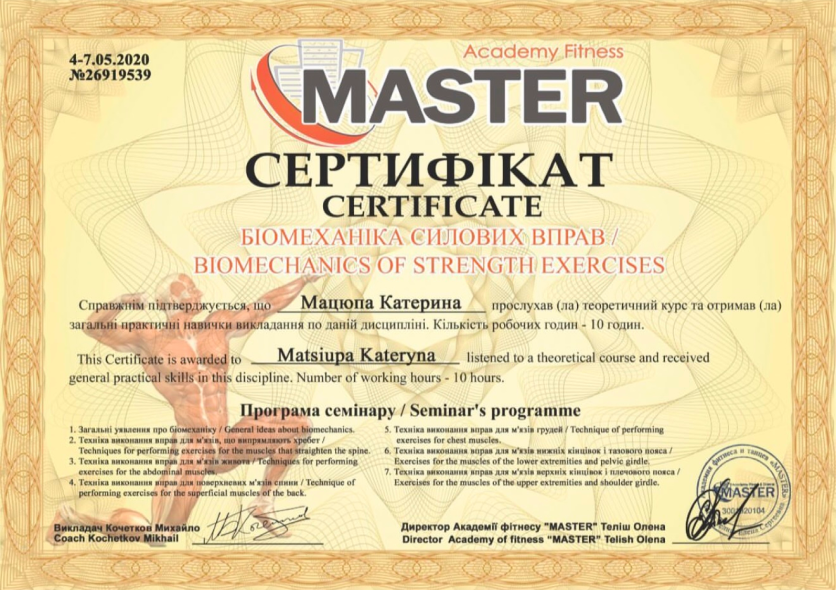 4-7.05.2020
№26919539
Academy Fitness
MASTER
СЕРТИФІКАТ
CERTIFICATE
БІОМЕХАНІКА СИЛОВИХ ВПРАВ /
BIOMECHANICS OF STRENGTH EXERCISES
Справжнім підтверджується, що Мацюпа Катерина прослухав (ла) теоретичний курс та отримав (ла)
загальні практичні навички викладання по даній дисципліні. Кількість робочих годин - 10 годин.
This Certificate is awarded to Matsiupa Kateryna listened to a theoretical course and received
general practical skills in this discipline. Number of working hours - 10 hours.
Програма семінару / Seminar's programme
1. Загальні уявлення про біомеханіку / General ideas about biomechanics.
2. Техніка виконання вправ для м'язів, що випрямляють хребет /
Techniques for performing exercises for the muscles that straighten the spine.
3. Техніка виконання вправ для м'язів живота / Techniques for performing
exercises for the abdominal muscles.
4. Техніка виконання вправ для поверхневих м'язів спини / Technique of
performing exercises for the superficial muscles of the back.
5. Техніка виконання вправ для м'язів грудей / Technique of performing
exercises for chest muscles.
6. Техніка виконання вправ для м'язів нижніх кінцівок і тазового пояса /
Exercises for the muscles of the lower extremities and pelvic girdle.
7. Техніка виконання вправ для м'язів верхніх кінцівок і плечового пояса /
Exercises for the muscles of the upper extremities and shoulder girdle.
Викладач Кочетков Михайло
Coach Kochetkov Mikhail
Директор Академії фітнесу "MASTER" Теліш Олена
Director Academy of fitness "MASTER" Telish Olena
MASTER